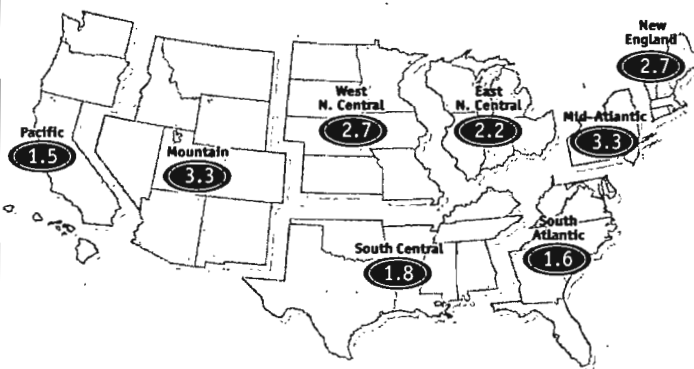 New
England
2.7
West
N. Central
2.7
East
N. Central
2.2
Mid-Atlantic
3.3
Pacific
1.5
Mountain
3.3
South Central
1.8
South
Atlantic
1.6